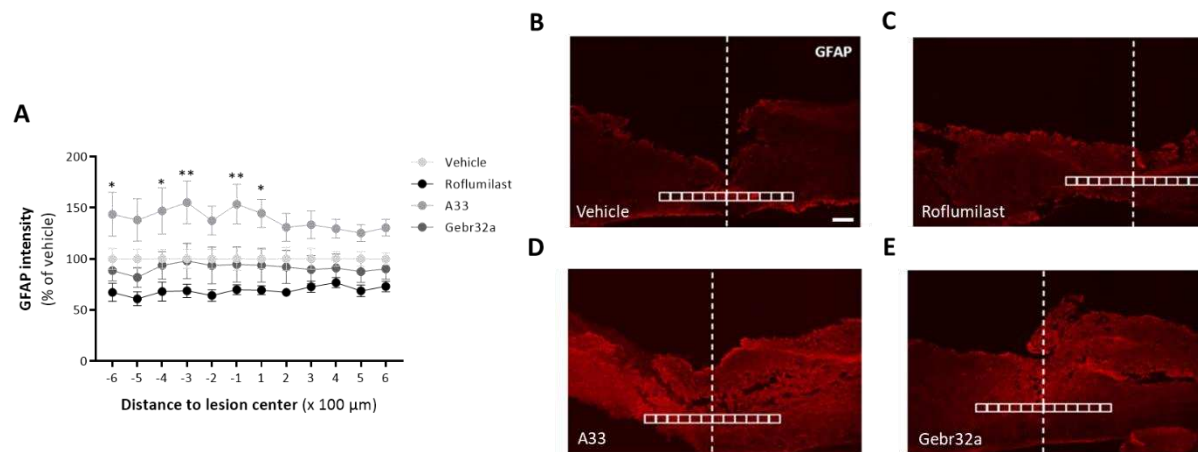 A
GFAP intensity
(% of vehicle)
200
150
100
50
0
* * ** ** *
-6 -5 -4 -3 -2 -1 1 2 3 4 5 6
Distance to lesion center (x 100 µm)
Vehicle
Roflumilast
A33
Gebr32a
B
GFAP
Vehicle
C
Roflumilast
D
A33
E
Gebr32a